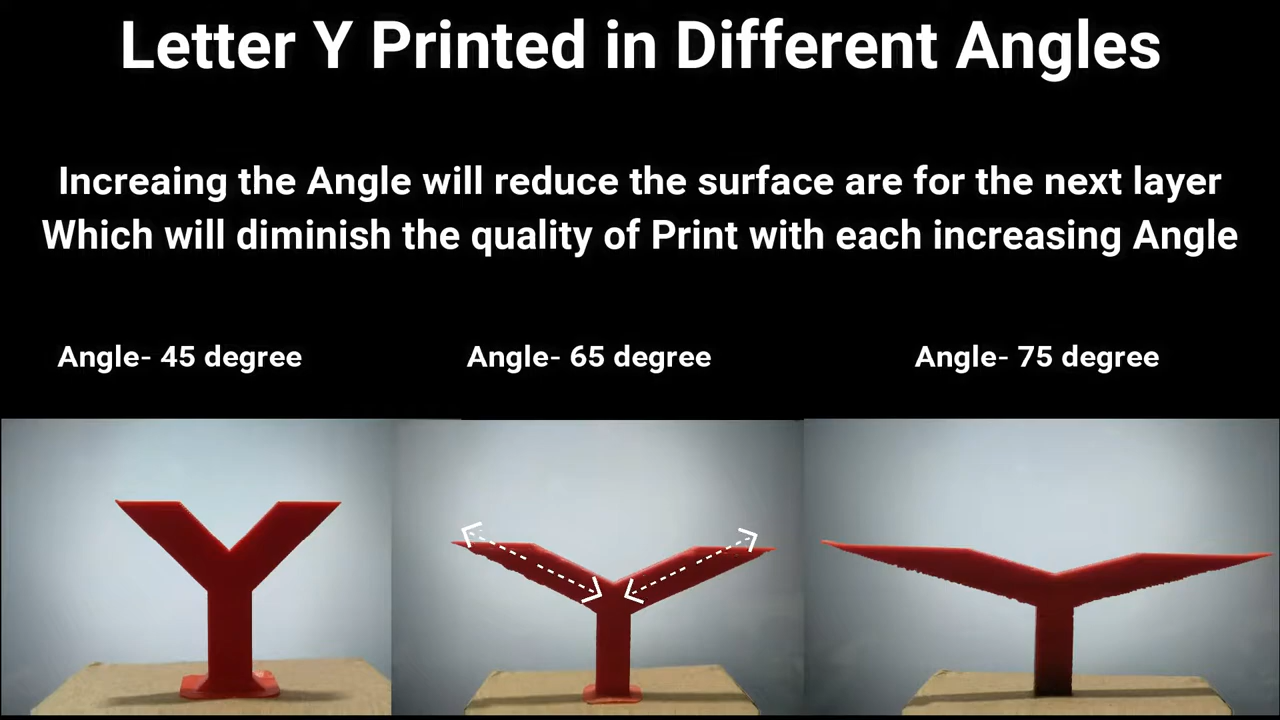 Letter Y Printed in Different Angles
Increaing the Angle will reduce the surface are for the next layer
Which will diminish the quality of Print with each increasing Angle
Angle- 45 degree
Angle- 65 degree
Angle- 75 degree